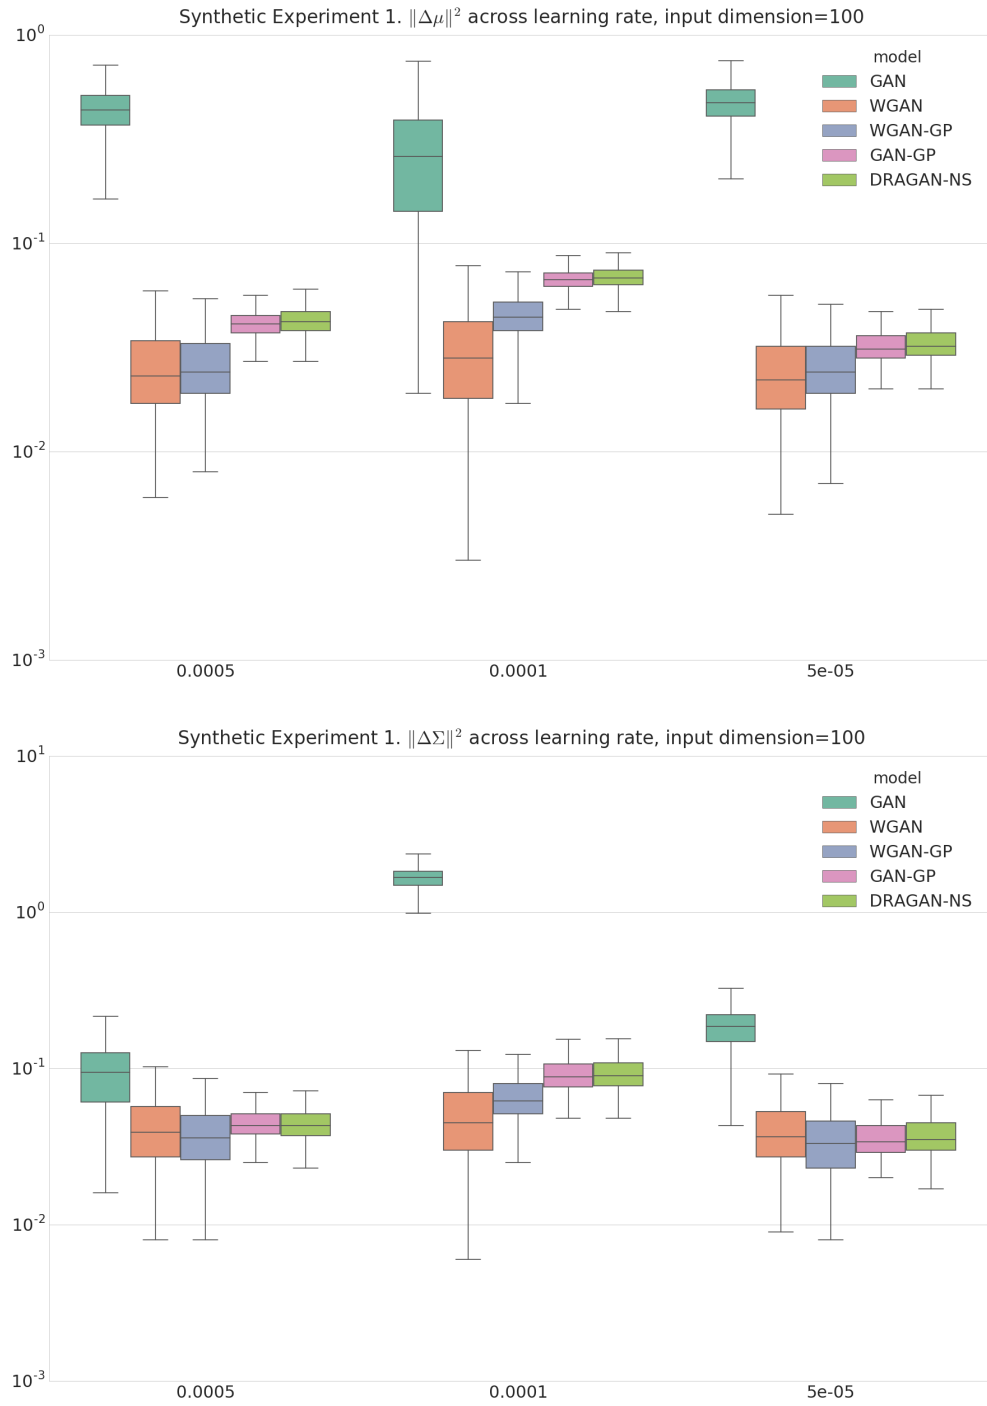 Synthetic Experiment 1. ‖Δμ‖² across learning rate, input dimension=100
10⁰
model
GAN
WGAN
WGAN-GP
GAN-GP
DRAGAN-NS
10⁻¹
10⁻²
10⁻³
0.0005 0.0001 5e-05
Synthetic Experiment 1. ‖ΔΣ‖² across learning rate, input dimension=100
10¹
model
GAN
WGAN
WGAN-GP
GAN-GP
DRAGAN-NS
10⁰
10⁻¹
10⁻²
10⁻³
0.0005 0.0001 5e-05